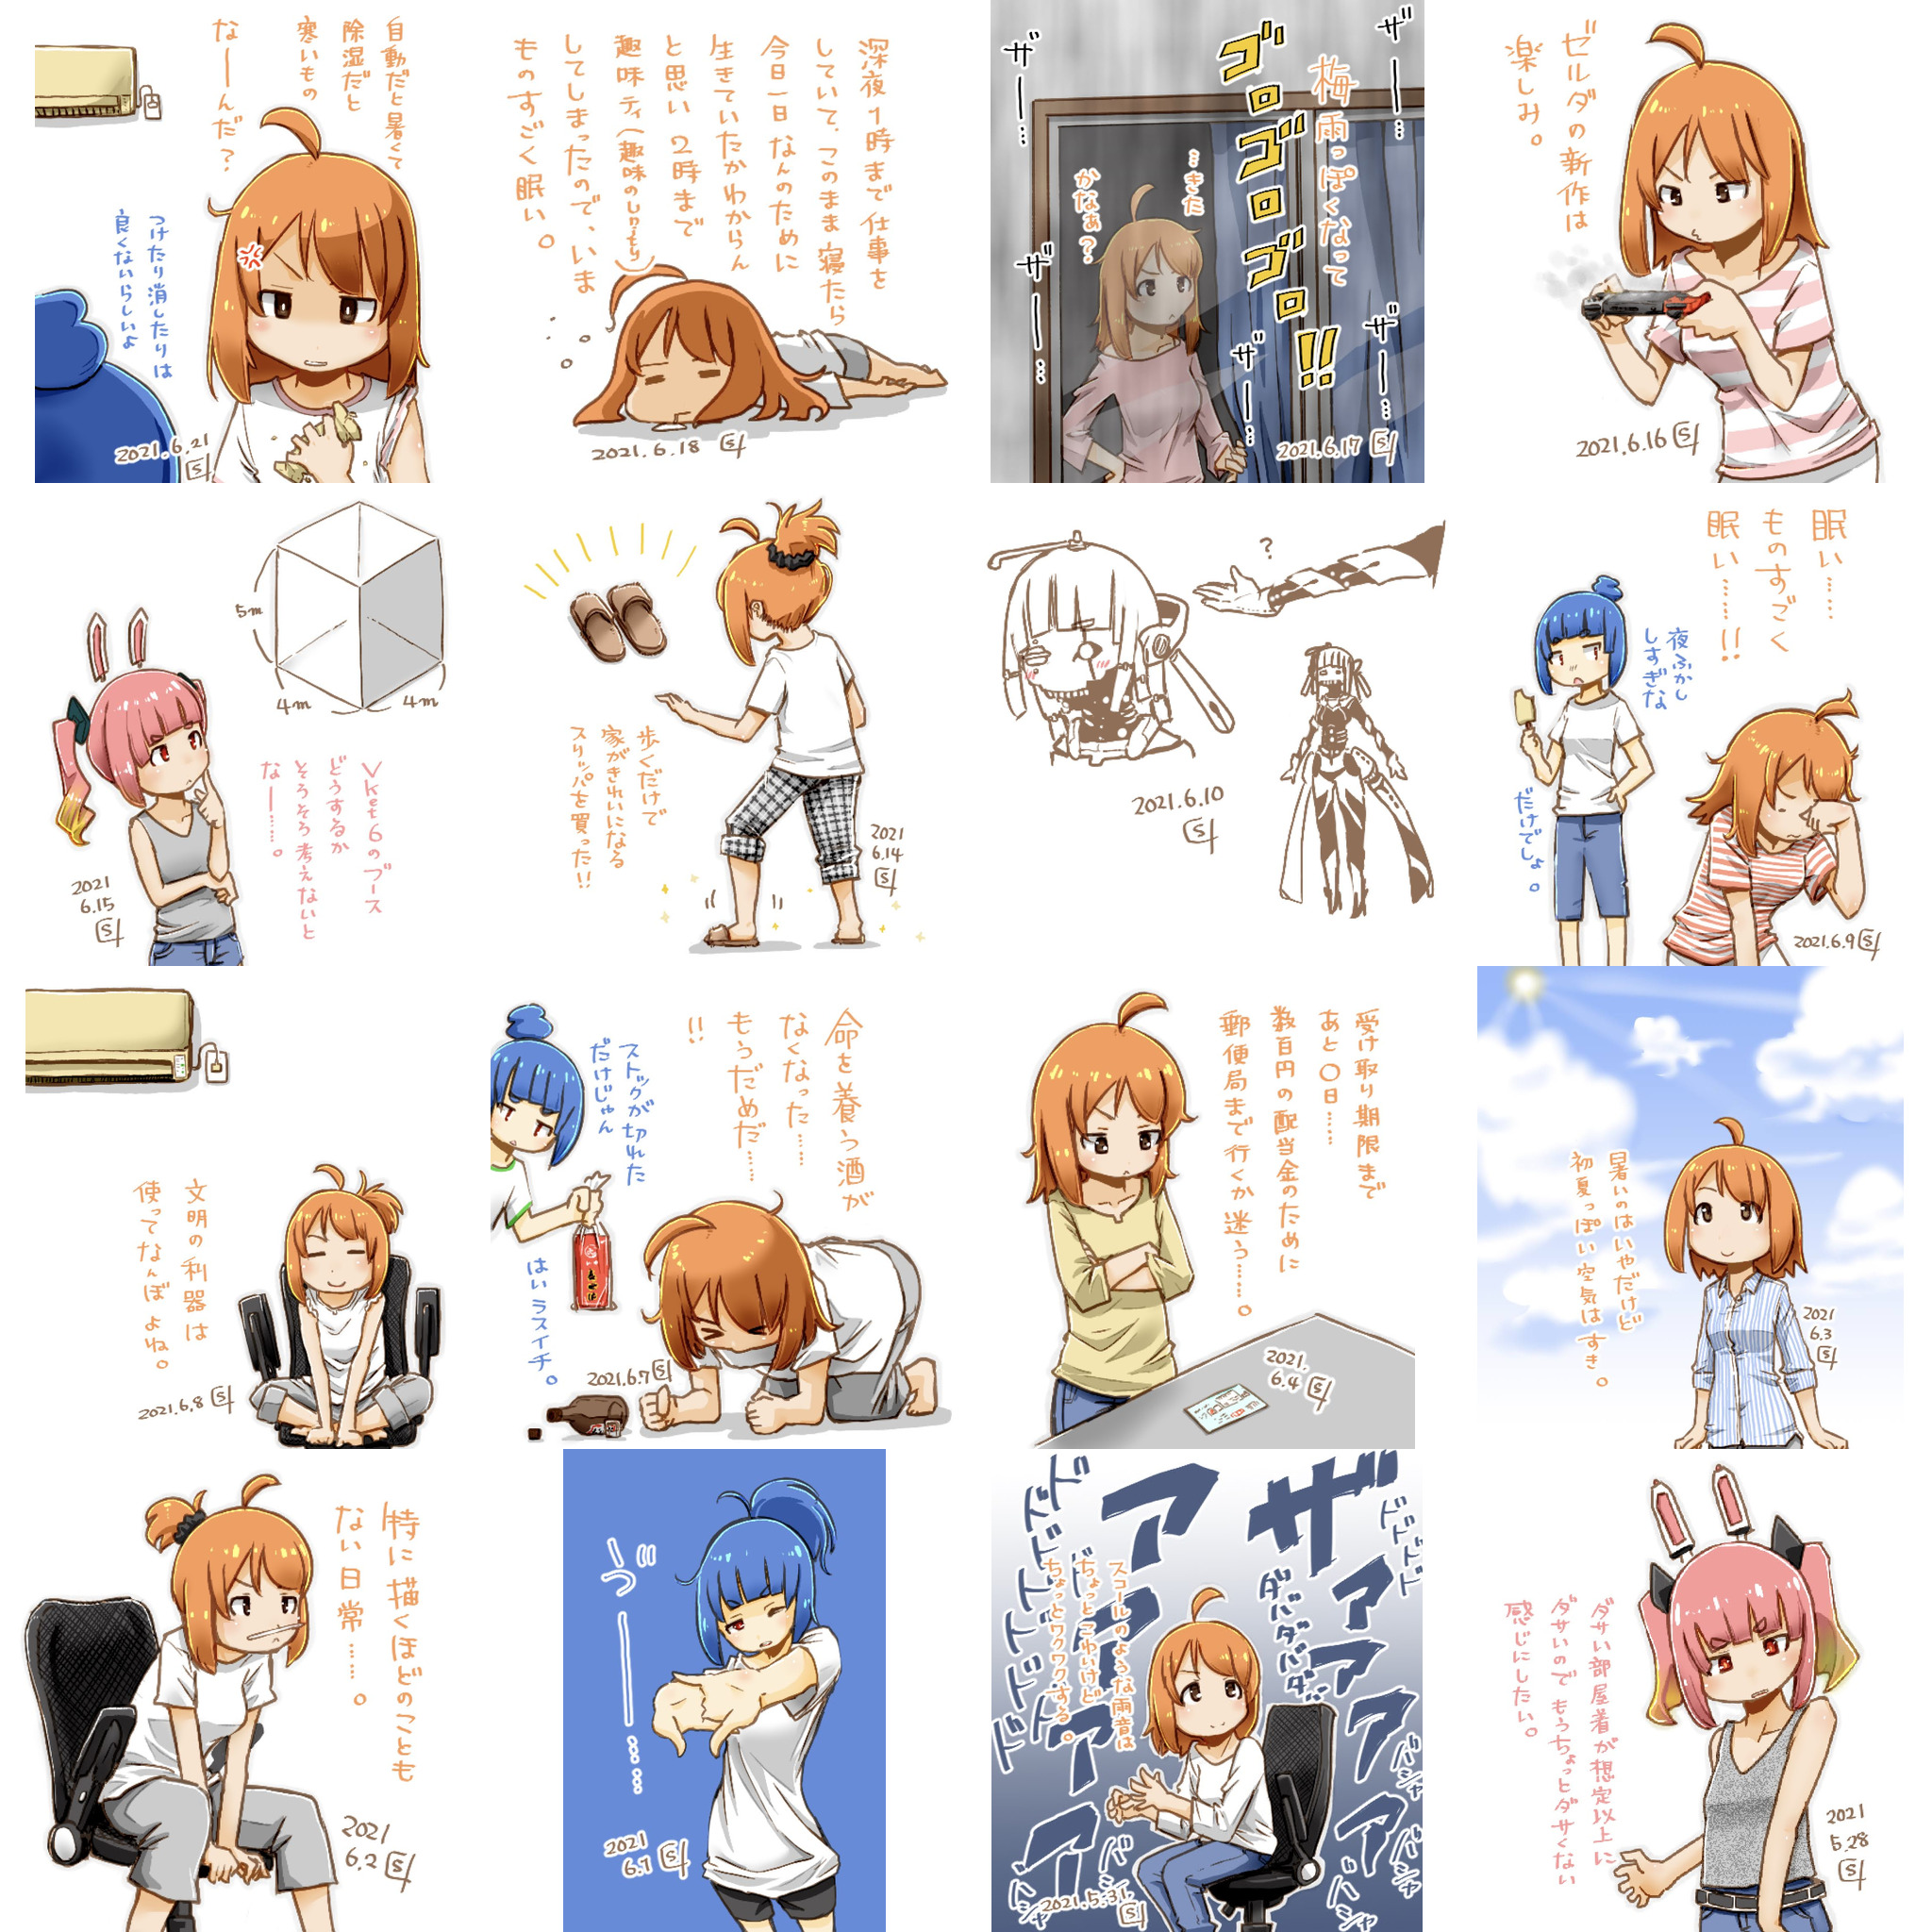 自動だと暑くて
除湿だと
寒いもの
なーーんだ？
つけたり消したりは
良くないらしいよ
2021.6.21
深夜1時まで仕事を
していて、このまま寝たら
今日一日なんのために
生きていたかわからん
と思い2時まで
趣味ティ(趣味のしゅーもち)
してしまったので、いま
ものすごく眠い。
2021.6.18
ザー…
ザー…
ゴロゴロゴロゴロ!!
梅雨っぽくなって
…きた
かなぁ？
ザー…
ザー…
ザー…
2021.6.17
ゼルダの新作は
楽しみ。
2021.6.16
5m
4m
4m
Vket6のブース
どうするか
そろそろ考えないと
なー……。
2021
6.15
歩くだけで
家がきれいになる
スリッパを買った!!
2021
6.14
?
2021.6.10
眠い……
ものすごく
眠い……!!
夜ふかし
しすぎな
だけでしょ。
2021.6.9
文明の利器は
使ってなんぼよね。
2021.6.8
命を養う酒が
なくなった……
もうだめだ……
!!
ストックが切れた
だけじゃん
はいラスイチ。
2021.6.7
受け取り期限まで
あと〇日……
数百円の配当金のために
郵便局まで行くか迷う……。
2021.
6.4
暑いのはいやだけど
初夏っぽい空気はすき。
2021
6.3
特に描くほどのことも
ない日常……。
2021
6.2
づーーー……
2021
6.1
ザアアアア
アアアア
ドドドド
ドドドドドドドド
ダバダバダバダバ
スコールのような雨音は
ちょっとこわいけど
ちょっとワクワクする。
バシャバシャ
2021.5.31
ダサい部屋着が想定以上に
ダサいのでもうちょっとダサくない
感じにしたい。
2021
5.28